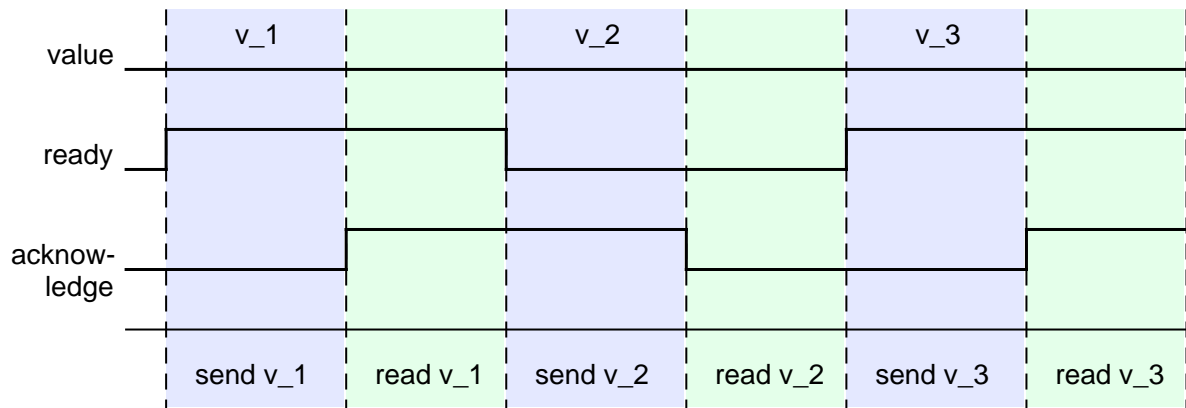 v_1 v_2 v_3
value
ready
acknow-
ledge
send v_1 read v_1 send v_2 read v_2 send v_3 read v_3